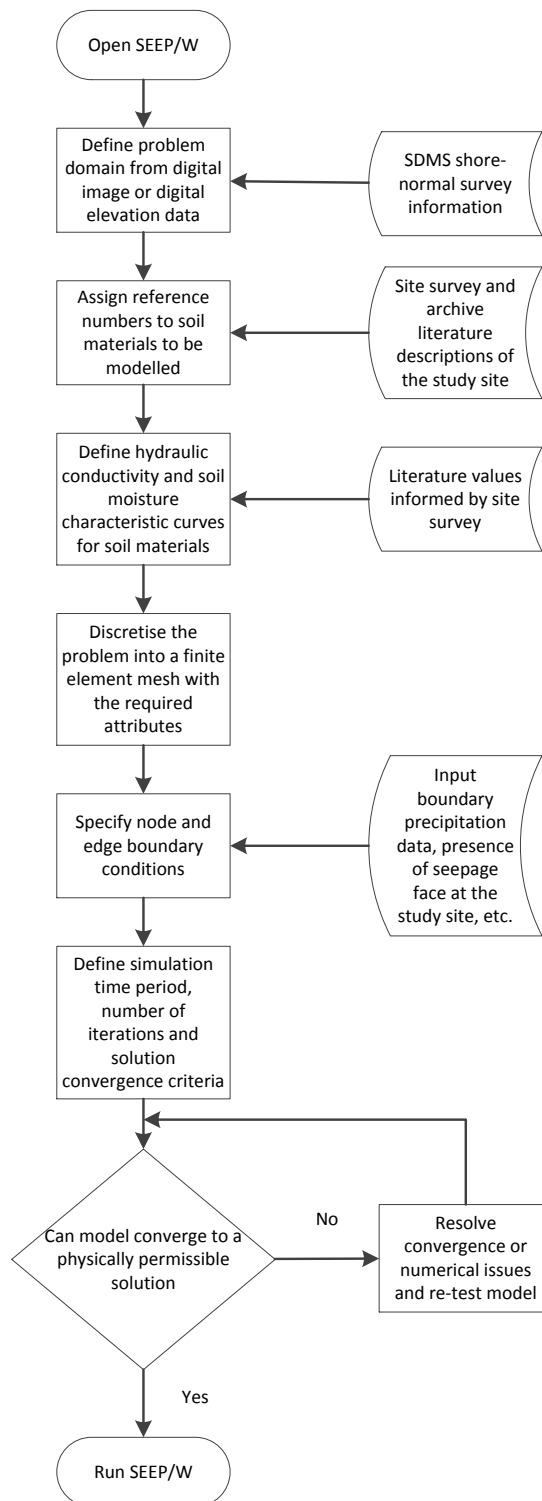 Open SEEP/W
Define problem
domain from digital
image or digital
elevation data
SDMS shore-
normal survey
information
Assign reference
numbers to soil
materials to be
modelled
Site survey and
archive
literature
descriptions of
the study site
Define hydraulic
conductivity and soil
moisture
characteristic curves
for soil materials
Literature values
informed by site
survey
Discretise the
problem into a finite
element mesh with
the required
attributes
Specify node and
edge boundary
conditions
Input
boundary
precipitation
data, presence
of seepage
face at the
study site, etc.
Define simulation
time period,
number of
iterations and
solution
convergence criteria
Can model converge to a
physically permissible
solution
No
Resolve
convergence or
numerical issues
and re-test model
Yes
Run SEEP/W